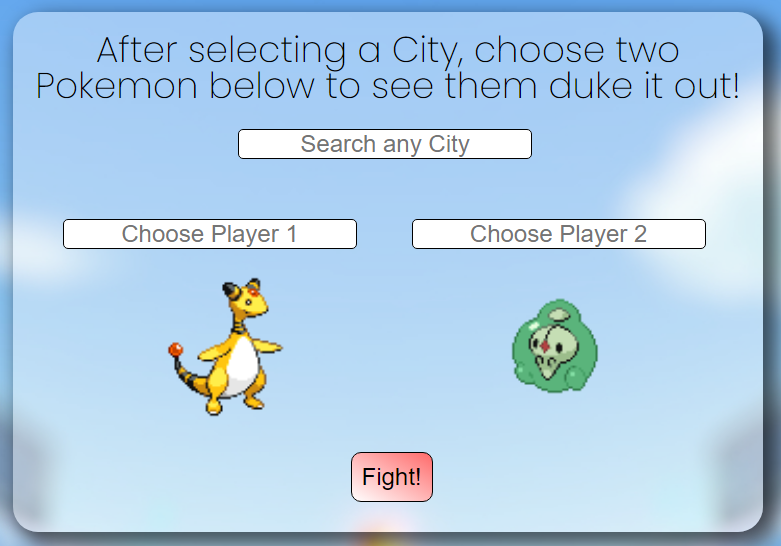 After selecting a City, choose two
Pokemon below to see them duke it out!
Search any City
Choose Player 1
Choose Player 2
Fight!